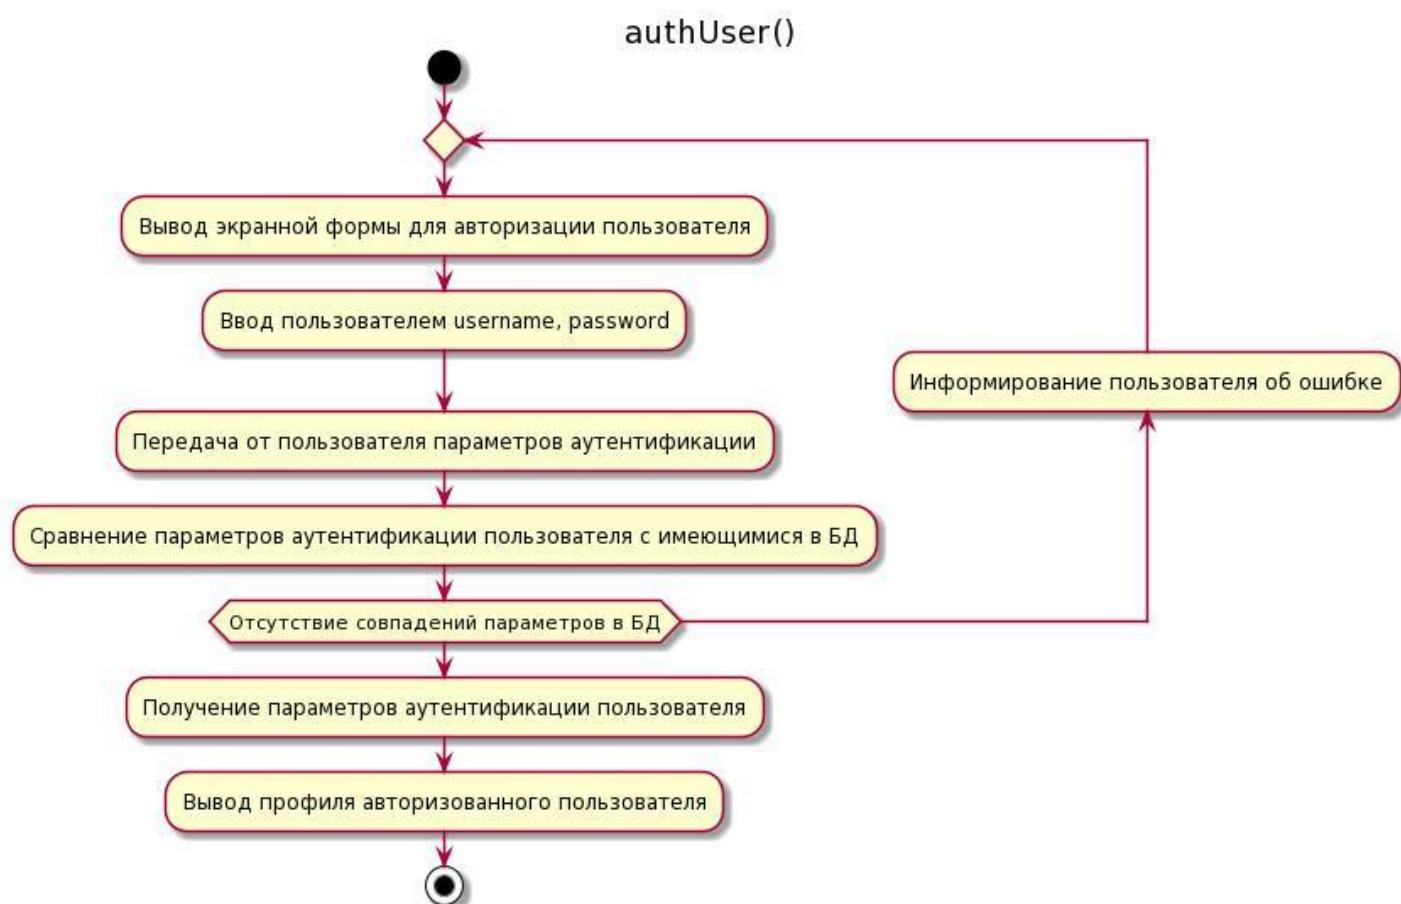 authUser()
Вывод экранной формы для авторизации пользователя
Ввод пользователем username, password
Информирование пользователя об ошибке
Передача от пользователя параметров аутентификации
Сравнение параметров аутентификации пользователя с имеющимися в БД
Отсутствие совпадений параметров в БД
Получение параметров аутентификации пользователя
Вывод профиля авторизованного пользователя